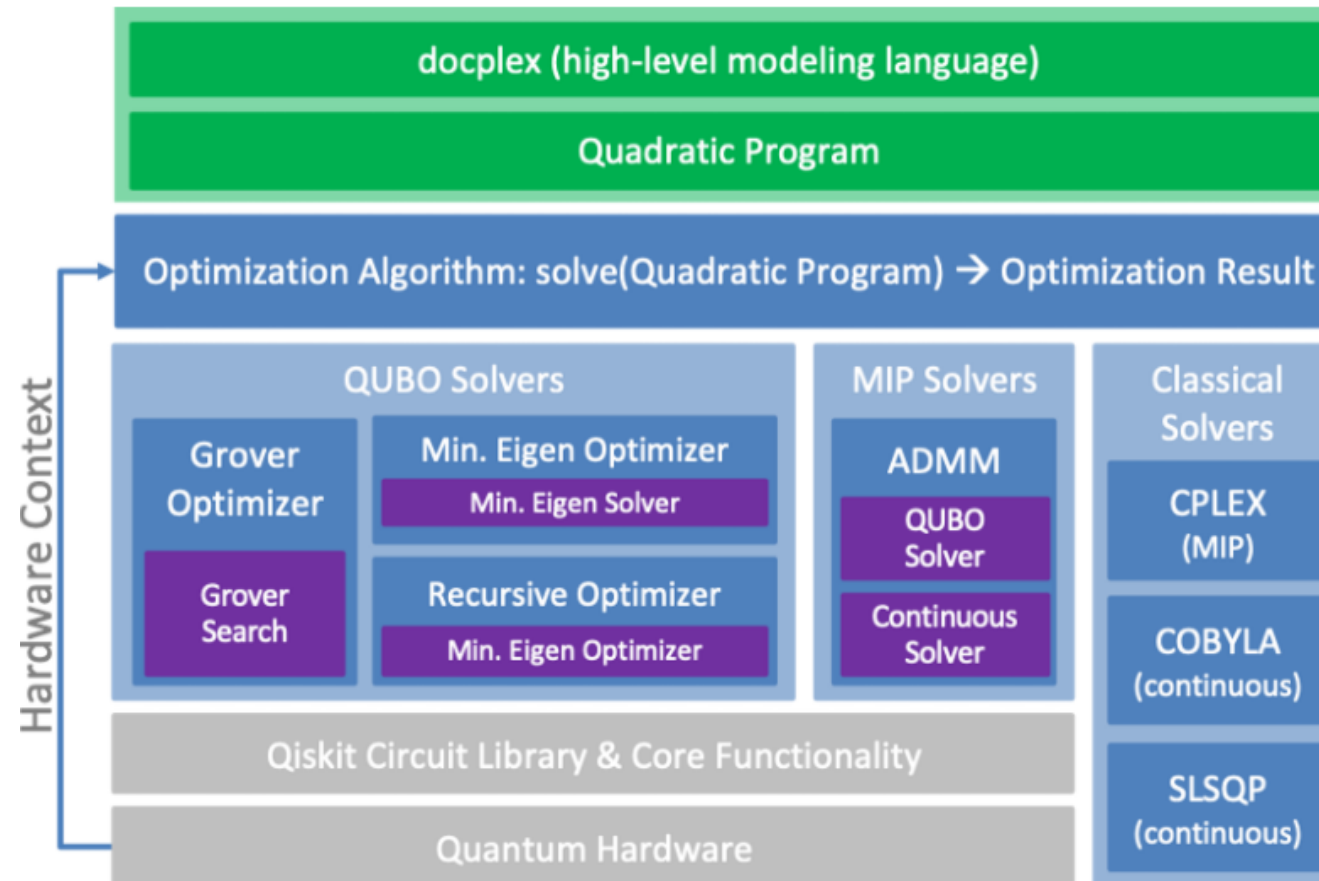 docplex (high-level modeling language)
Quadratic Program
Optimization Algorithm: solve(Quadratic Program) → Optimization Result
Hardware Context
QUBO Solvers
Grover
Optimizer
Grover
Search
Min. Eigen Optimizer
Min. Eigen Solver
Recursive Optimizer
Min. Eigen Optimizer
MIP Solvers
ADMM
QUBO
Solver
Continuous
Solver
Classical
Solvers
CPLEX
(MIP)
COBYLA
(continuous)
SLSQP
(continuous)
Qiskit Circuit Library & Core Functionality
Quantum Hardware